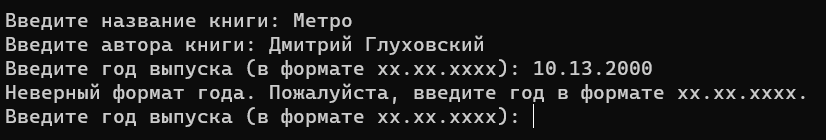 Введите название книги: Метро
Введите автора книги: Дмитрий Глуховский
Введите год выпуска (в формате xx.xx.xxxx): 10.13.2000
Неверный формат года. Пожалуйста, введите год в формате xx.xx.xxxx.
Введите год выпуска (в формате xx.xx.xxxx):